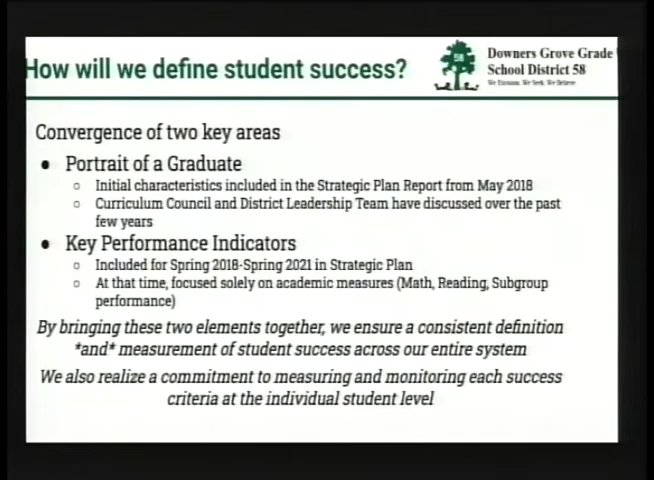 How will we define student success?
Downers Grove Grade
School District 58
58
Convergence of two key areas
● Portrait of a Graduate
○ Initial characteristics included in the Strategic Plan Report from May 2018
○ Curriculum Council and District Leadership Team have discussed over the past
few years
● Key Performance Indicators
○ Included for Spring 2018-Spring 2021 in Strategic Plan
○ At that time, focused solely on academic measures (Math, Reading, Subgroup
performance)
By bringing these two elements together, we ensure a consistent definition
*and* measurement of student success across our entire system
We also realize a commitment to measuring and monitoring each success
criteria at the individual student level